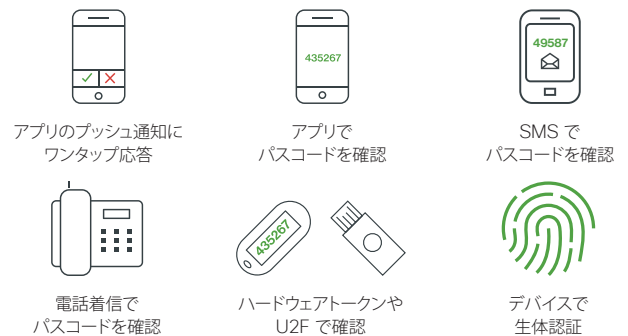 435267
49587
アプリのプッシュ通知に
ワンタップ応答
アプリで
パスコードを確認
SMS で
パスコードを確認
435267
電話着信で
パスコードを確認
ハードウェアトークンや
U2F で確認
デバイスで
生体認証